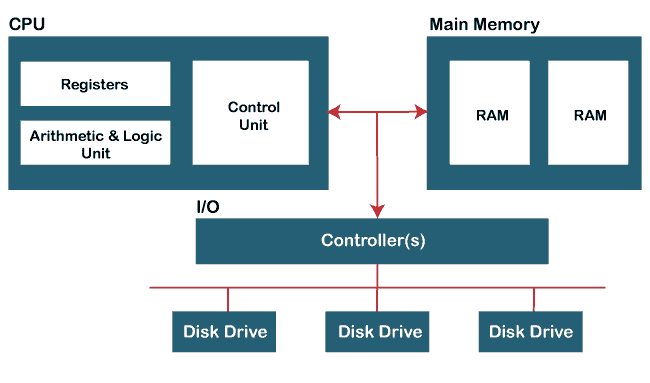 CPU
Main Memory
Registers
Arithmetic & Logic
Unit
Control
Unit
RAM
RAM
I/O
Controller(s)
Disk Drive
Disk Drive
Disk Drive